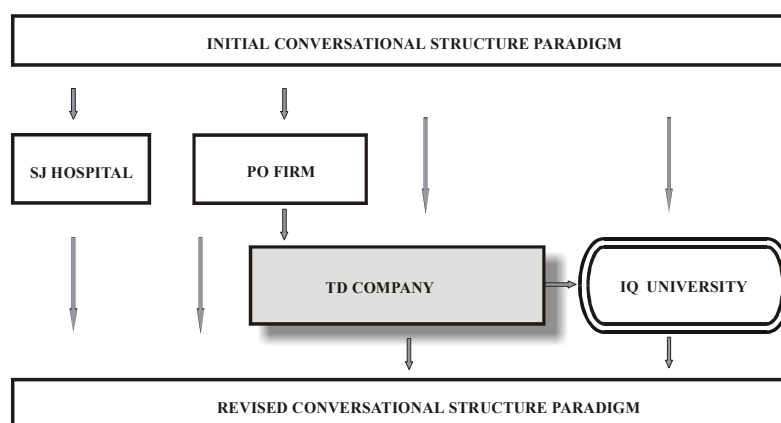 INITIAL CONVERSATIONAL STRUCTURE PARADIGM
SJ HOSPITAL
PO FIRM
TD COMPANY
IQ UNIVERSITY
REVISED CONVERSATIONAL STRUCTURE PARADIGM